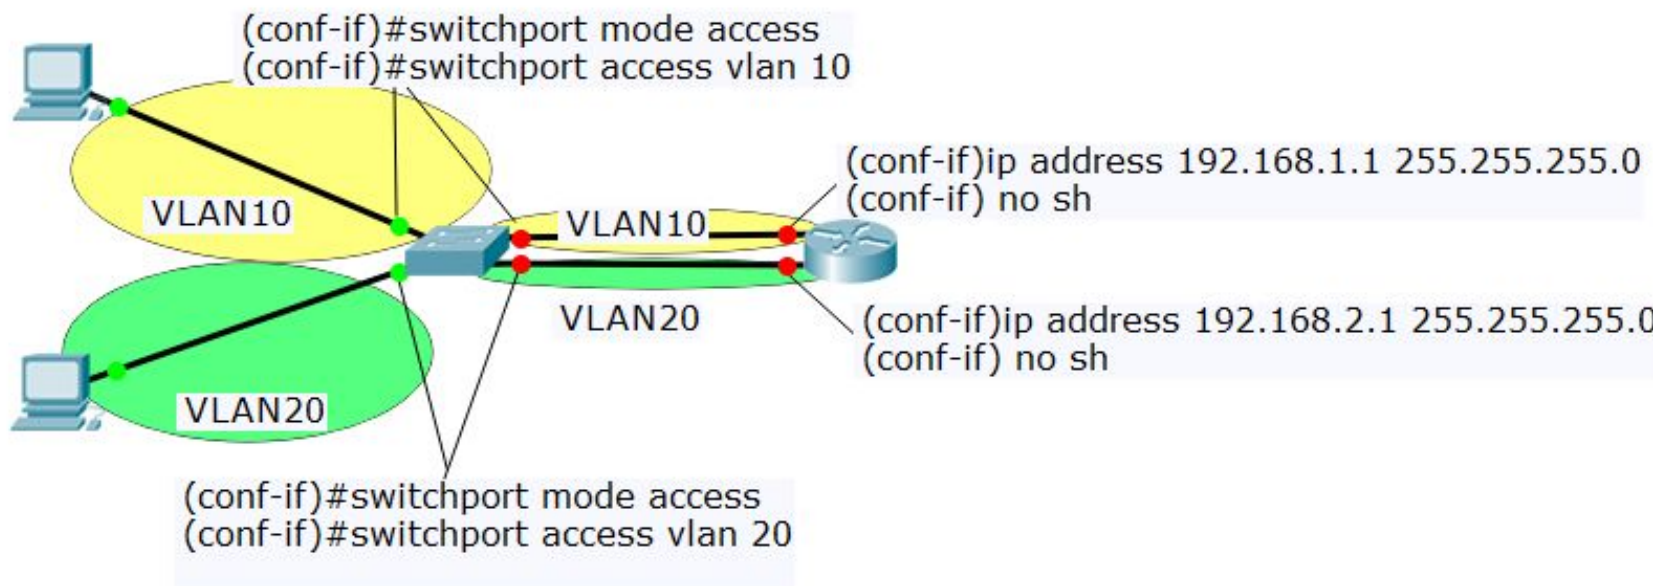 (conf-if)#switchport mode access
(conf-if)#switchport access vlan 10
(conf-if)ip address 192.168.1.1 255.255.255.0
(conf-if) no sh
VLAN10
VLAN10
VLAN20
(conf-if)ip address 192.168.2.1 255.255.255.0
(conf-if) no sh
VLAN20
(conf-if)#switchport mode access
(conf-if)#switchport access vlan 20